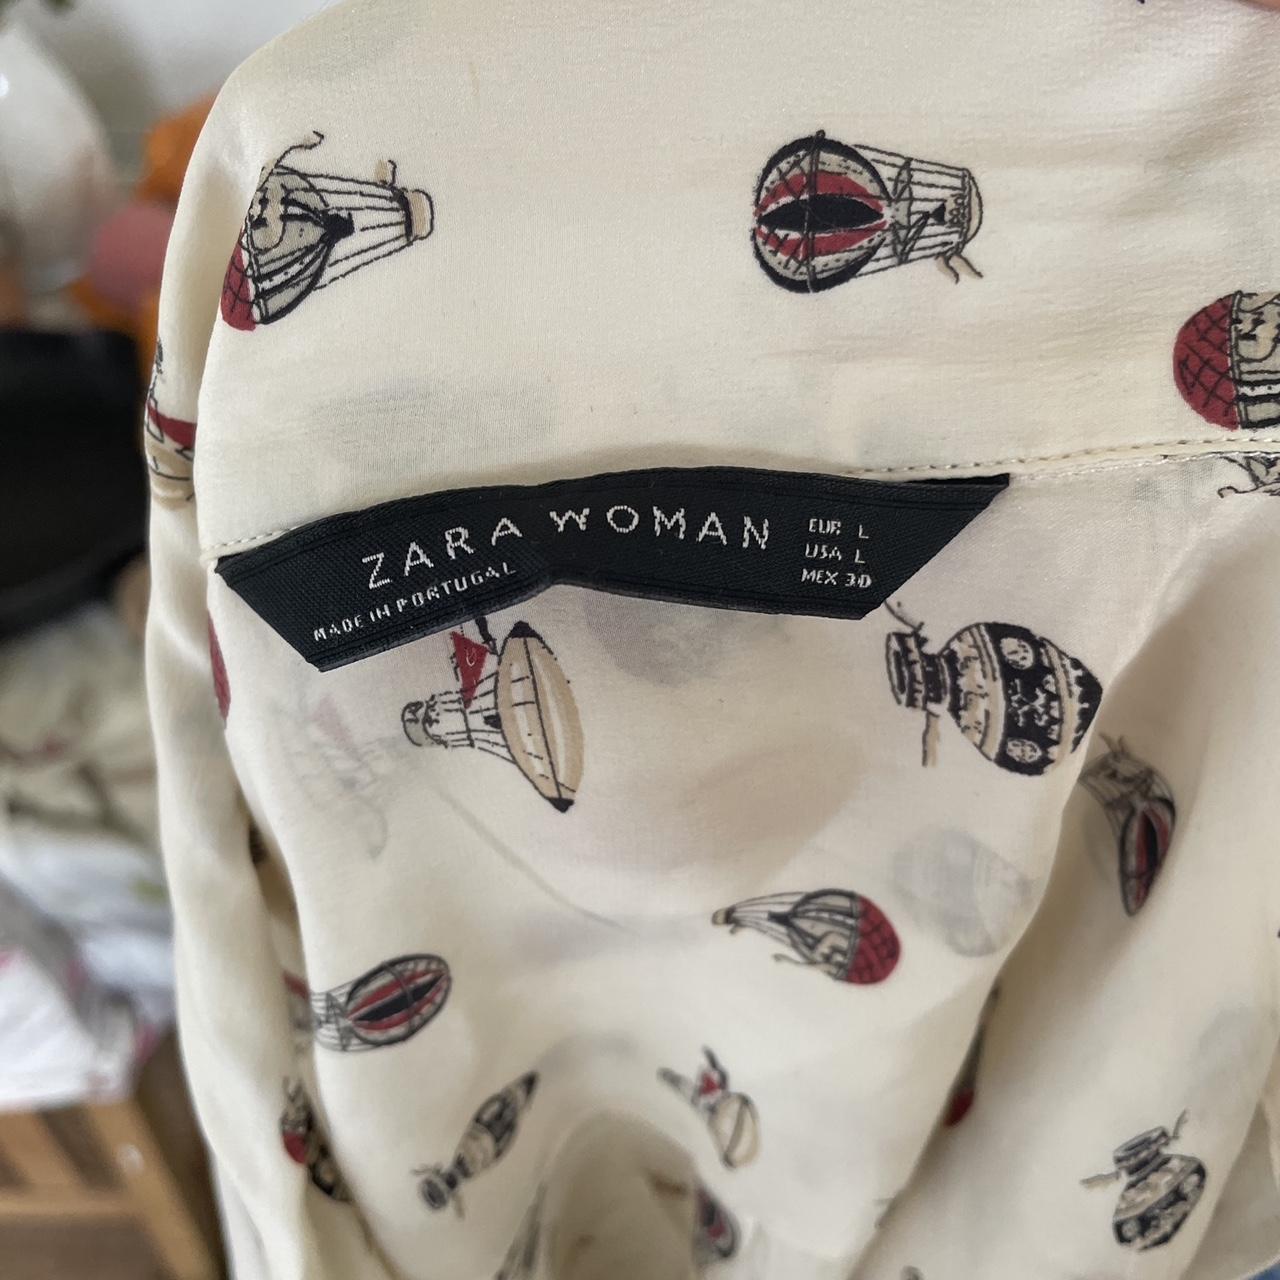 ZARA WOMAN
MADE IN PORTUGAL
EUR L
USA L
MEX 30